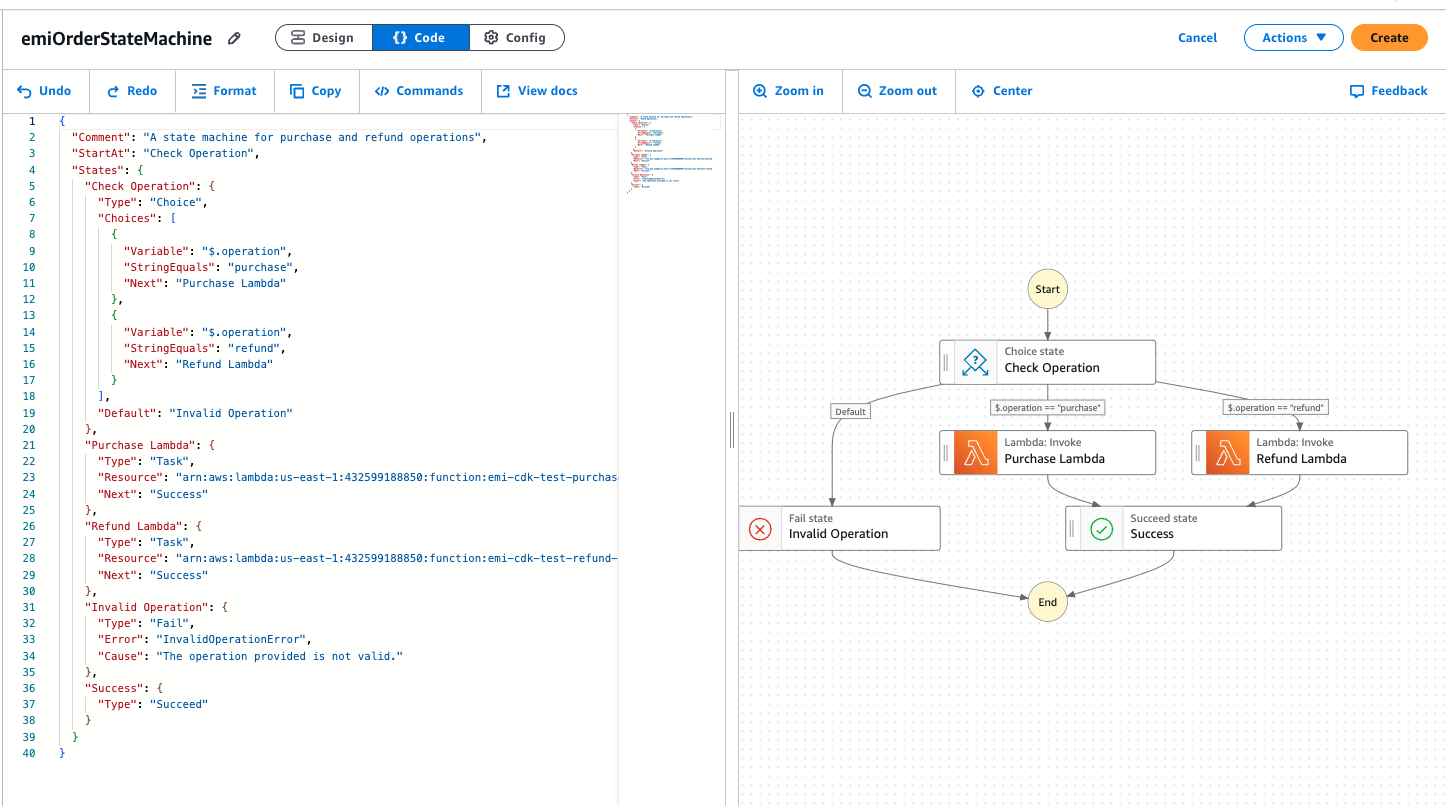 emiOrderStateMachine
Design
{} Code
Config
Cancel
Actions
Create
Undo
Redo
Format
Copy
Commands
View docs
Zoom in
Zoom out
Center
Feedback
1 {
2 "Comment": "A state machine for purchase and refund operations",
3 "StartAt": "Check Operation",
4 "States": {
5 "Check Operation": {
6 "Type": "Choice",
7 "Choices": [
8 {
9 "Variable": "$.operation",
10 "StringEquals": "purchase",
11 "Next": "Purchase Lambda"
12 },
13 {
14 "Variable": "$.operation",
15 "StringEquals": "refund",
16 "Next": "Refund Lambda"
17 }
18 ],
19 "Default": "Invalid Operation"
20 },
21 "Purchase Lambda": {
22 "Type": "Task",
23 "Resource": "arn:aws:lambda:us-east-1:432599188850:function:emi-cdk-test-purchas
24 "Next": "Success"
25 },
26 "Refund Lambda": {
27 "Type": "Task",
28 "Resource": "arn:aws:lambda:us-east-1:432599188850:function:emi-cdk-test-refund-
29 "Next": "Success"
30 },
31 "Invalid Operation": {
32 "Type": "Fail",
33 "Error": "InvalidOperationError",
34 "Cause": "The operation provided is not valid."
35 },
36 "Success": {
37 "Type": "Succeed"
38 }
39 }
40 }
Start
Choice state
Check Operation
Default
$.operation == "purchase"
$.operation == "refund"
Lambda: Invoke
Purchase Lambda
Lambda: Invoke
Refund Lambda
Fail state
Invalid Operation
Succeed state
Success
End